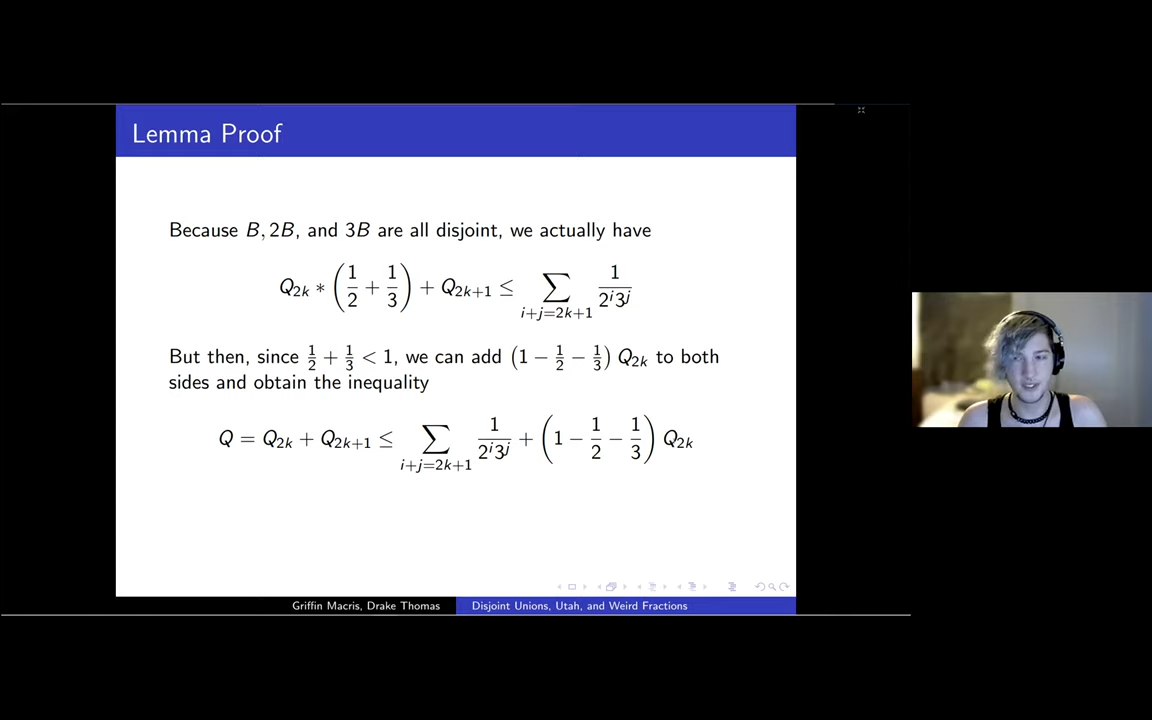 Lemma Proof
Because B, 2B, and 3B are all disjoint, we actually have
Q_{2k} * (1/2 + 1/3) + Q_{2k+1} ≤ ∑_{i+j=2k+1} 1/(2^i 3^j)
But then, since 1/2 + 1/3 < 1, we can add (1 − 1/2 − 1/3) Q_{2k} to both
sides and obtain the inequality
Q = Q_{2k} + Q_{2k+1} ≤ ∑_{i+j=2k+1} 1/(2^i 3^j) + (1 − 1/2 − 1/3) Q_{2k}
Griffin Macris, Drake Thomas
Disjoint Unions, Utah, and Weird Fractions